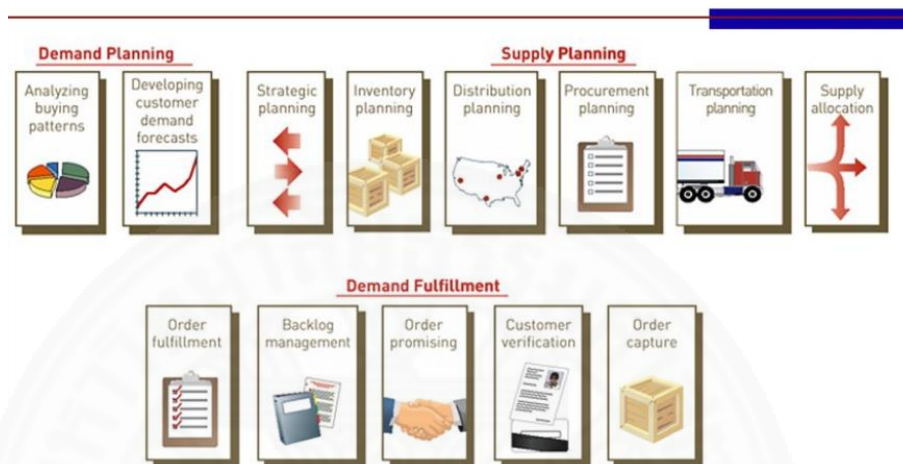 Demand Planning
Supply Planning
Analyzing
buying
patterns
Developing
customer
demand
forecasts
Strategic
planning
Inventory
planning
Distribution
planning
Procurement
planning
Transportation
planning
Supply
allocation
Demand Fulfillment
Order
fulfillment
Backlog
management
Order
promising
Customer
verification
Order
capture